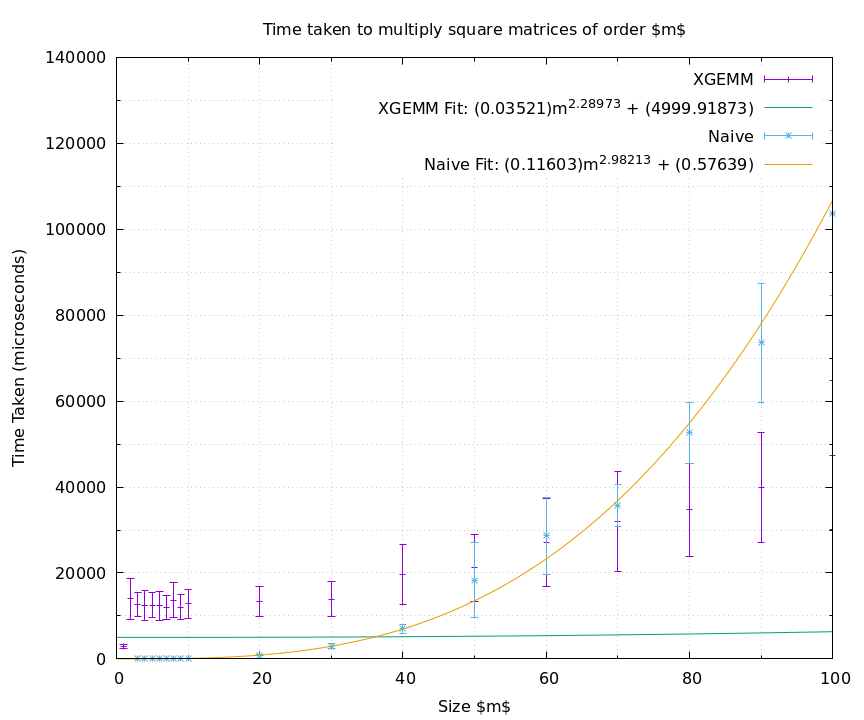 Time taken to multiply square matrices of order $m$
140000
120000
100000
80000
60000
40000
20000
0
Time Taken (microseconds)
XGEMM
XGEMM Fit: (0.03521)m^2.28973 + (4999.91873)
Naive
Naive Fit: (0.11603)m^2.98213 + (0.57639)
0 20 40 60 80 100
Size $m$